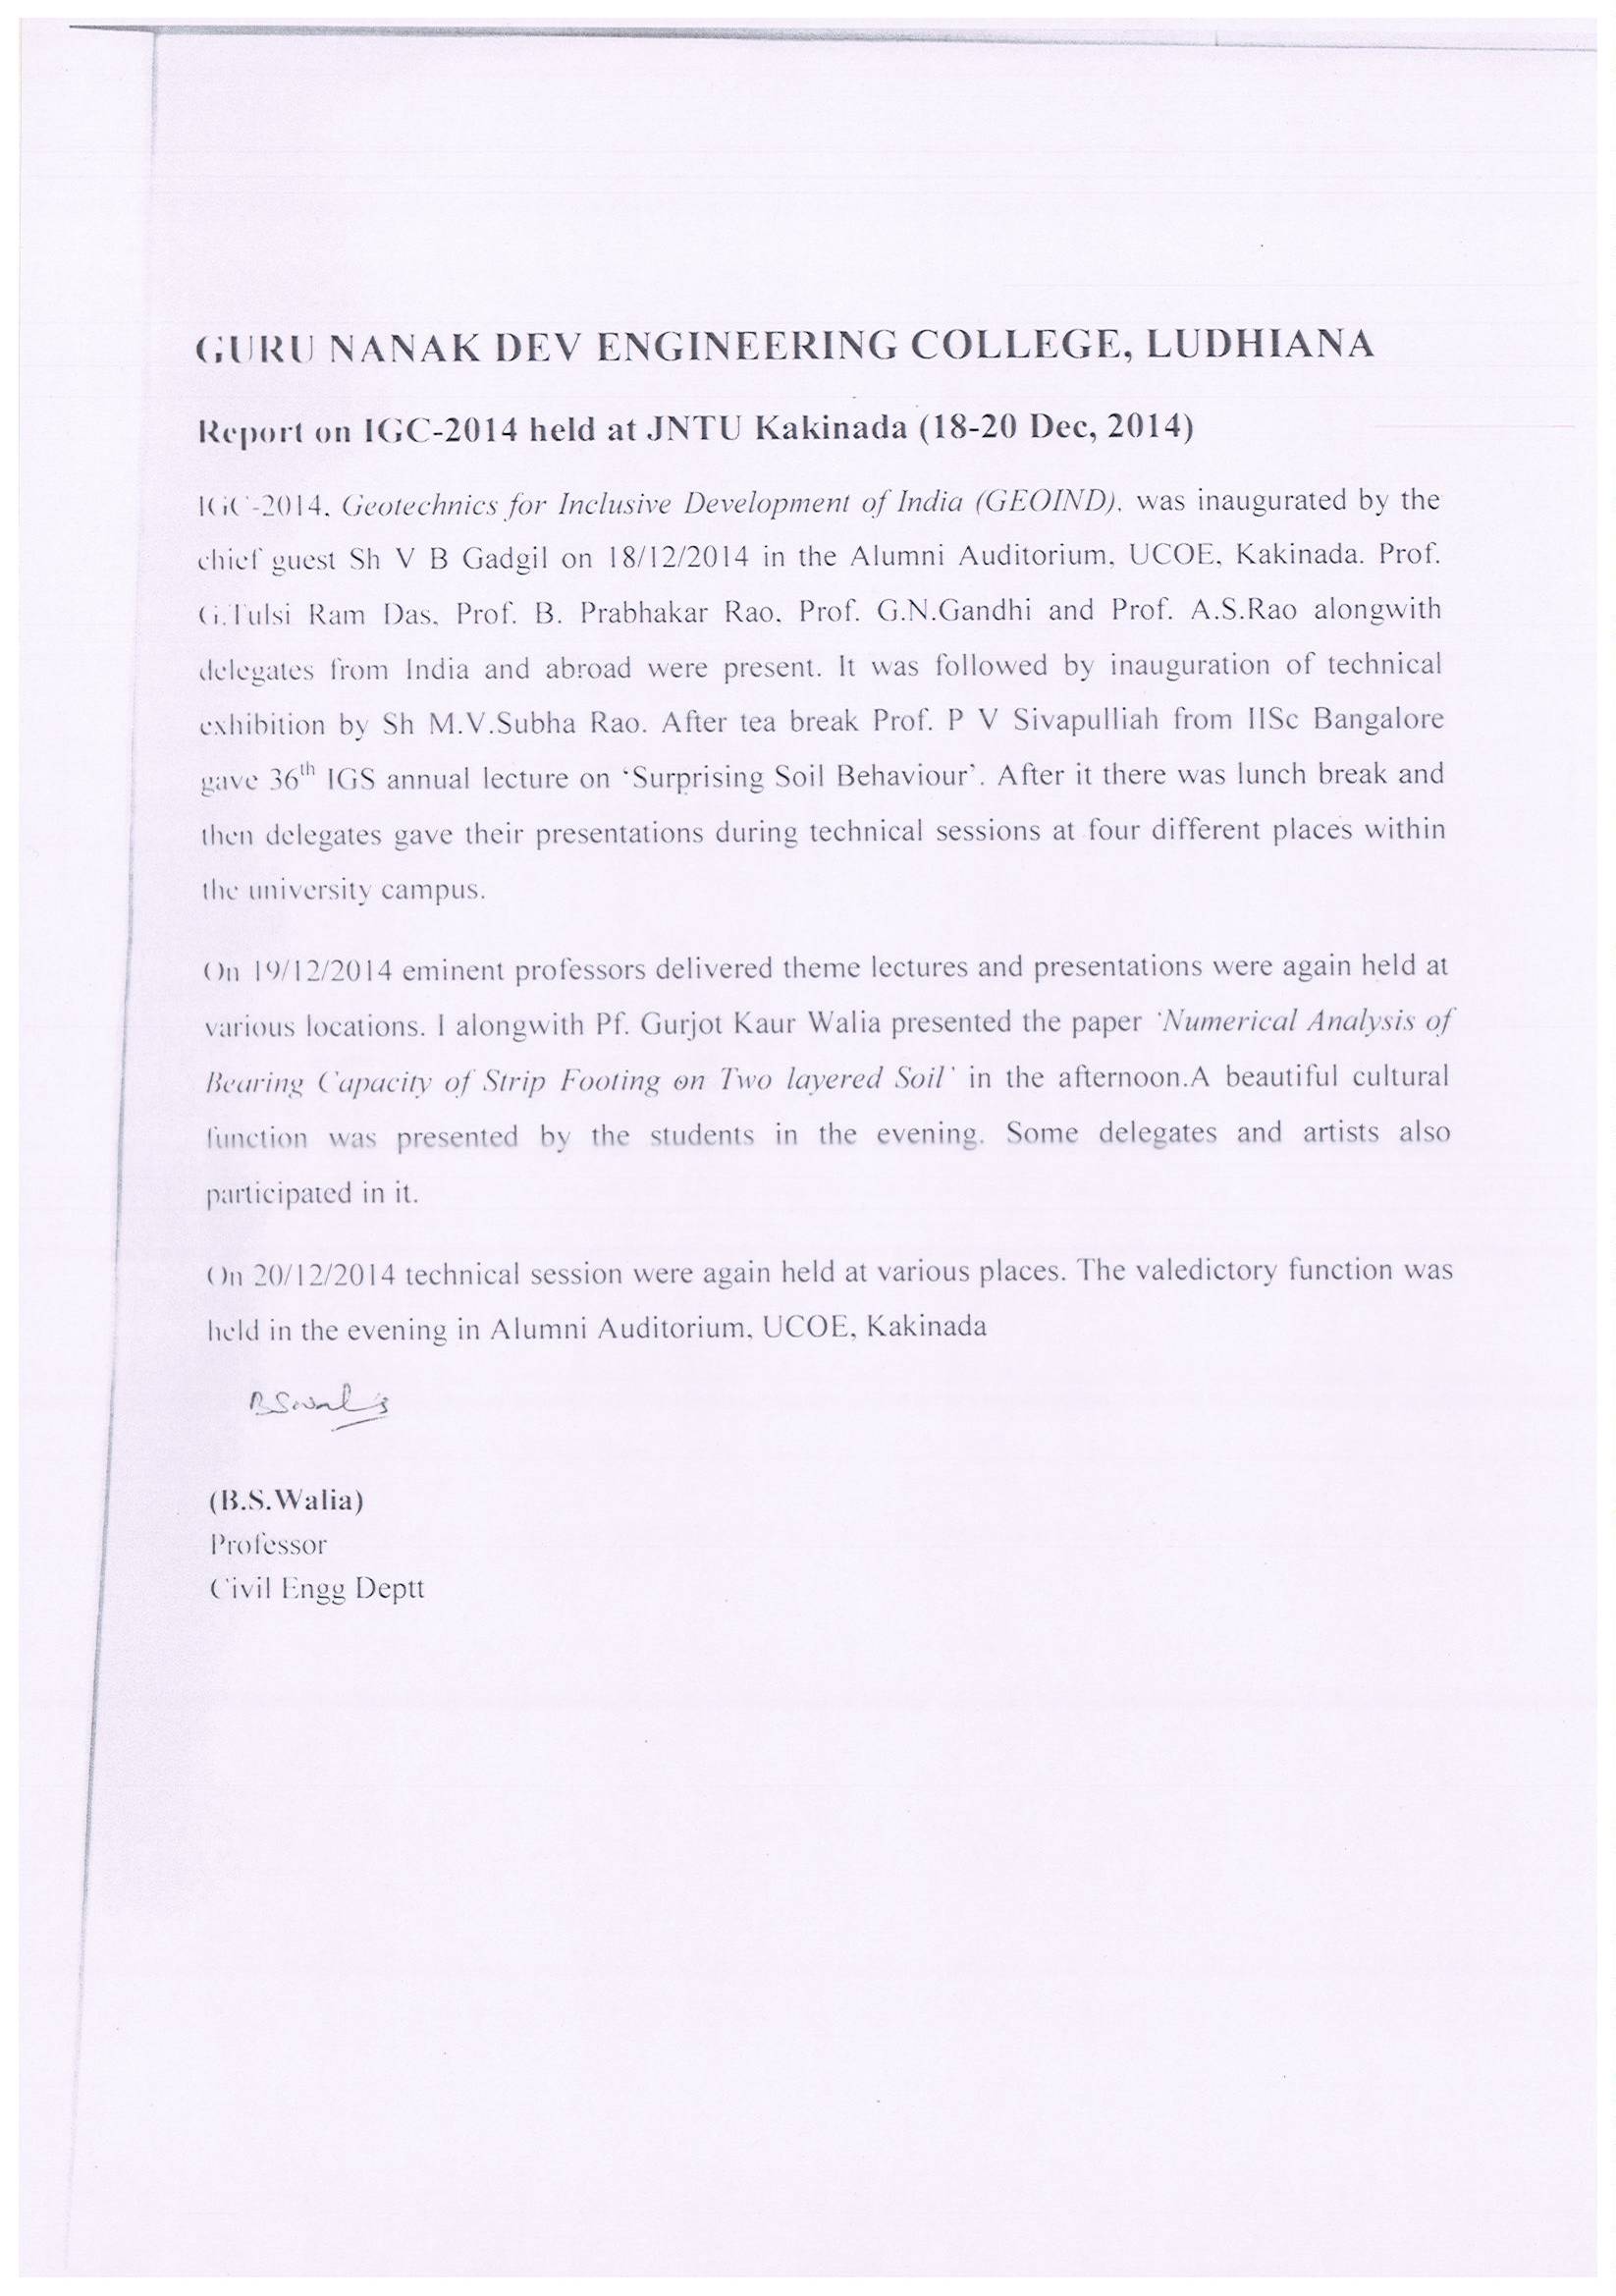 GURU NANAK DEV ENGINEERING COLLEGE, LUDHIANA
Report on IGC-2014 held at JNTU Kakinada (18-20 Dec, 2014)
IGC-2014, Geotechnics for Inclusive Development of India (GEOIND), was inaugurated by the
chief guest Sh V B Gadgil on 18/12/2014 in the Alumni Auditorium, UCOE, Kakinada. Prof.
G.Tulsi Ram Das, Prof. B. Prabhakar Rao, Prof. G.N.Gandhi and Prof. A.S.Rao alongwith
delegates from India and abroad were present. It was followed by inauguration of technical
exhibition by Sh M.V.Subha Rao. After tea break Prof. P V Sivapulliah from IISc Bangalore
gave 36th IGS annual lecture on ‘Surprising Soil Behaviour’. After it there was lunch break and
then delegates gave their presentations during technical sessions at four different places within
the university campus.
On 19/12/2014 eminent professors delivered theme lectures and presentations were again held at
various locations. I alongwith Pf. Gurjot Kaur Walia presented the paper ‘Numerical Analysis of
Bearing Capacity of Strip Footing on Two layered Soil’ in the afternoon.A beautiful cultural
function was presented by the students in the evening. Some delegates and artists also
participated in it.
On 20/12/2014 technical session were again held at various places. The valedictory function was
held in the evening in Alumni Auditorium, UCOE, Kakinada
BSWalia
(B.S.Walia)
Professor
Civil Engg Deptt